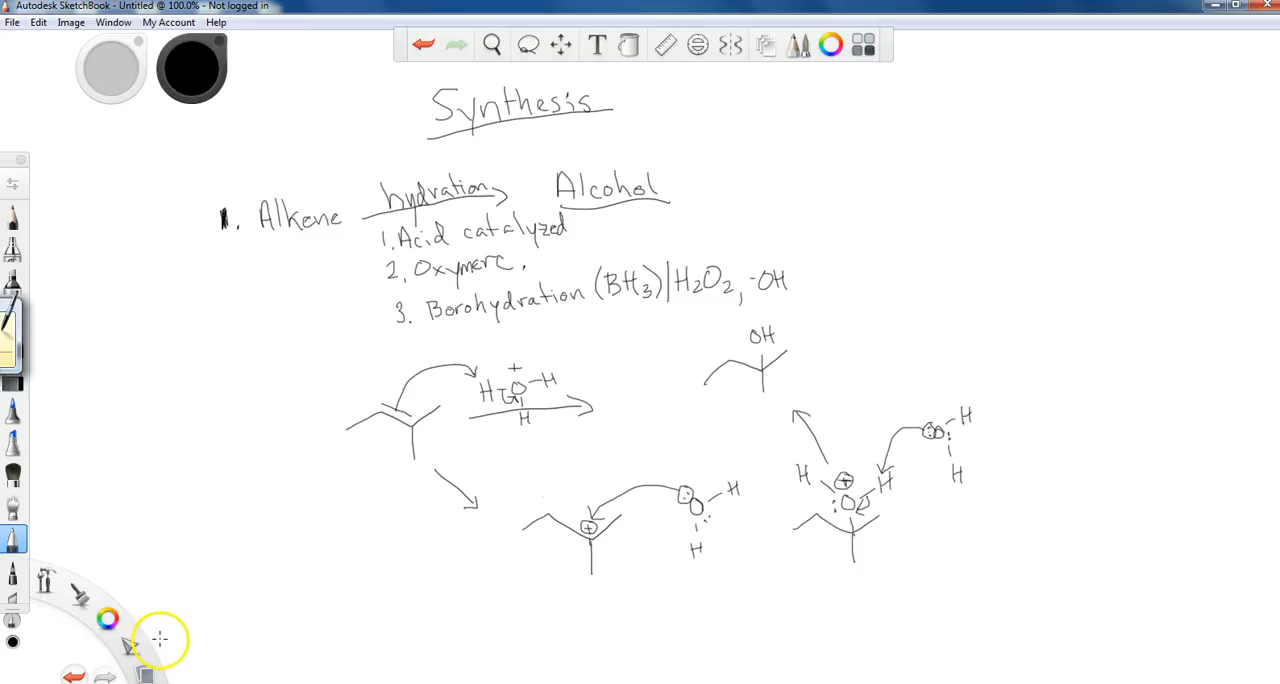 Autodesk SketchBook - Untitled @ 100.0% - Not logged in
File Edit Image Window My Account Help
T
Synthesis
1. Alkene hydration Alcohol
1. Acid catalyzed
2. Oxymerc.
3. Borohydration (BH3) | H2O2, -OH
OH
+
H O - H
H
H
H
H + H
O
O H
+ O
H
H